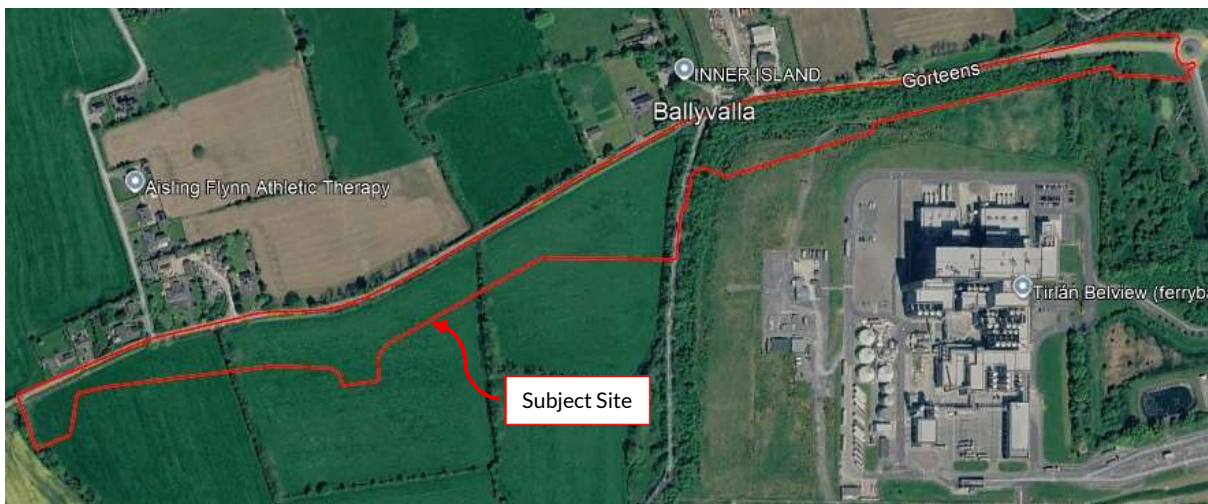 INNER ISLAND
Gorteens
Ballyvalla
Aisling Flynn Athletic Therapy
Tirlán Belview (ferryba
Subject Site